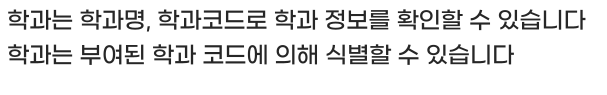 학과는 학과명, 학과코드로 학과 정보를 확인할 수 있습니다
학과는 부여된 학과 코드에 의해 식별할 수 있습니다